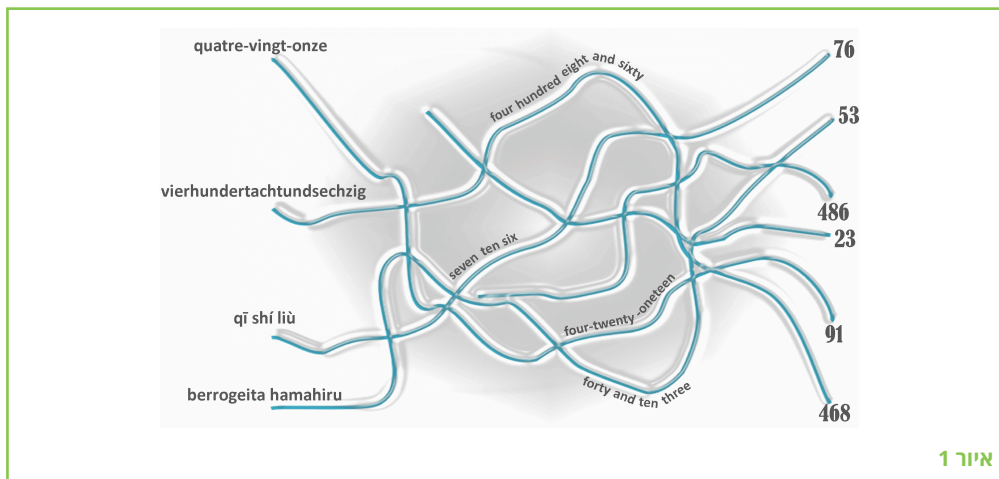 quatre-vingt-onze
vierhundertachtundsechzig
qī shí liù
berrogeita hamahiru
four hundred eight and sixty
seven ten six
four-twenty -oneteen
forty and ten three
76
53
486
23
91
468
איור 1